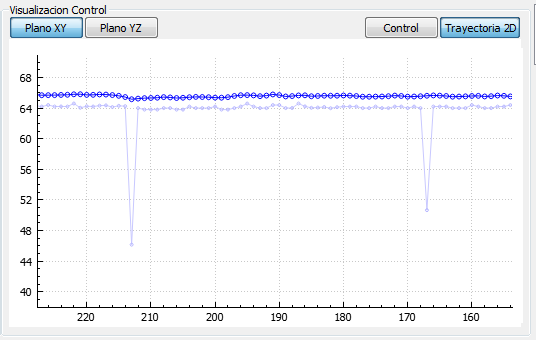 Visualizacion Control
Plano XY Plano YZ Control Trayectoria 2D
68
64
60
56
52
48
44
40
220 210 200 190 180 170 160